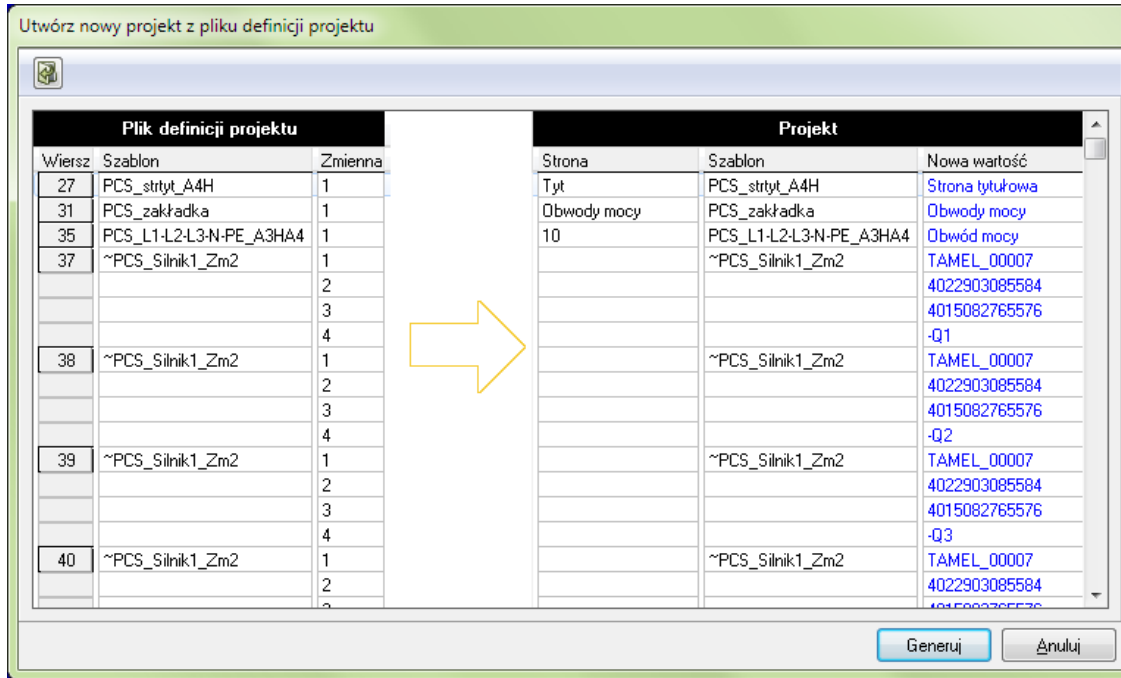 Utwórz nowy projekt z pliku definicji projektu
Plik definicji projektu Projekt
Wiersz Szablon Zmienna Strona Szablon Nowa wartość
27 PCS_strtyt_A4H 1 Tyt PCS_strtyt_A4H Strona tytułowa
31 PCS_zakładka 1 Obwody mocy PCS_zakładka Obwody mocy
35 PCS_L1-L2-L3-N-PE_A3HA4 1 10 PCS_L1-L2-L3-N-PE_A3HA4 Obwód mocy
37 ~PCS_Silnik1_Zm2 1 ~PCS_Silnik1_Zm2 TAMEL_00007
2 4022903085584
3 4015082765576
4 -Q1
38 ~PCS_Silnik1_Zm2 1 ~PCS_Silnik1_Zm2 TAMEL_00007
2 4022903085584
3 4015082765576
4 -Q2
39 ~PCS_Silnik1_Zm2 1 ~PCS_Silnik1_Zm2 TAMEL_00007
2 4022903085584
3 4015082765576
4 -Q3
40 ~PCS_Silnik1_Zm2 1 ~PCS_Silnik1_Zm2 TAMEL_00007
2 4022903085584
Generuj Anuluj